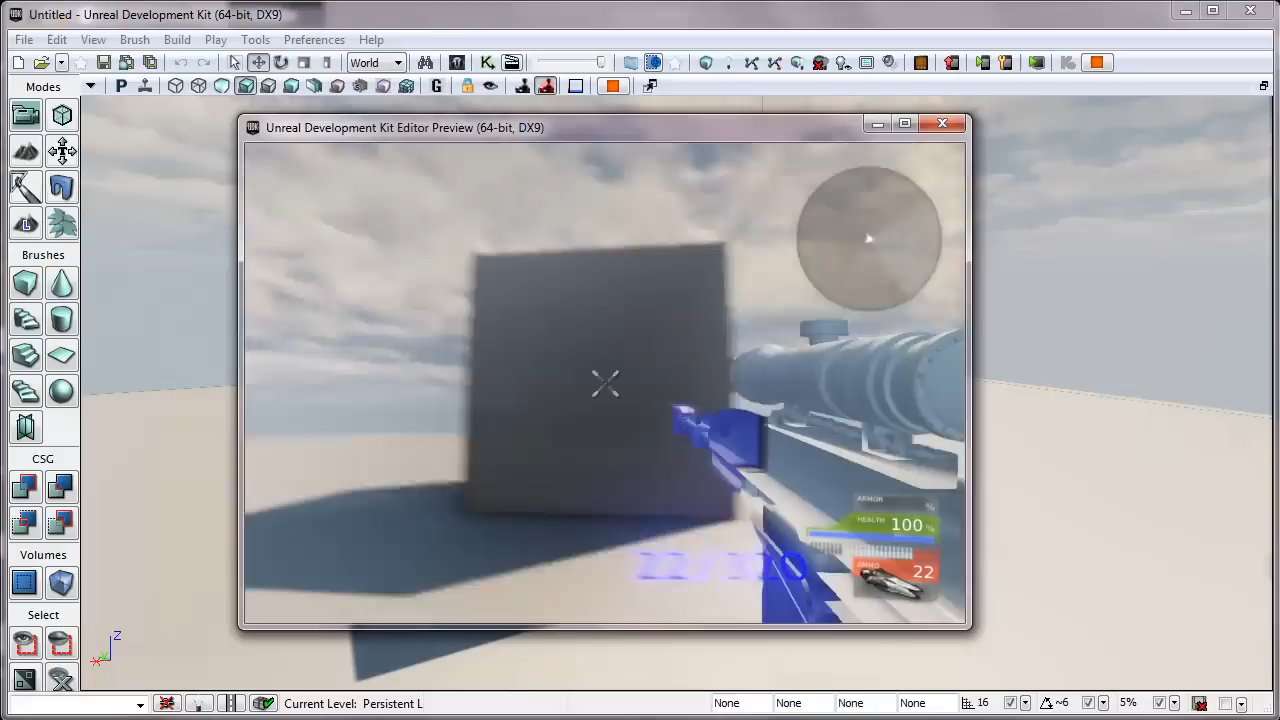 Untitled - Unreal Development Kit (64-bit, DX9)
File Edit View Brush Build Play Tools Preferences Help
World
Modes
P
G
Unreal Development Kit Editor Preview (64-bit, DX9)
L
Brushes
CSG
Volumes
Select
ARMOR
%
HEALTH 100 %
AMMO 22
Z
Current Level: Persistent L
None None None None 16 ~6 5%